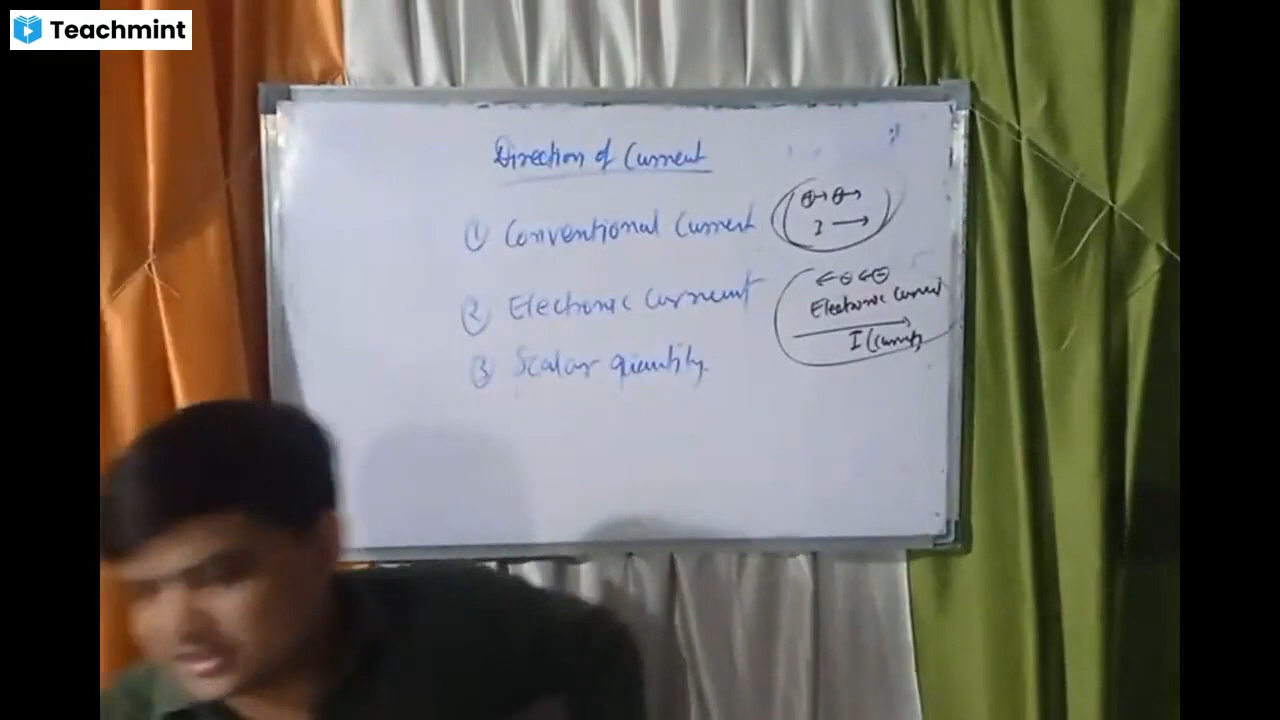 Teachmint
Direction of Current
① Conventional Current
⊕→ ⊕→
I →
② Electronic Current
←⊖ ←⊖
Electronic Current
I (Current)
③ Scalar quantity.